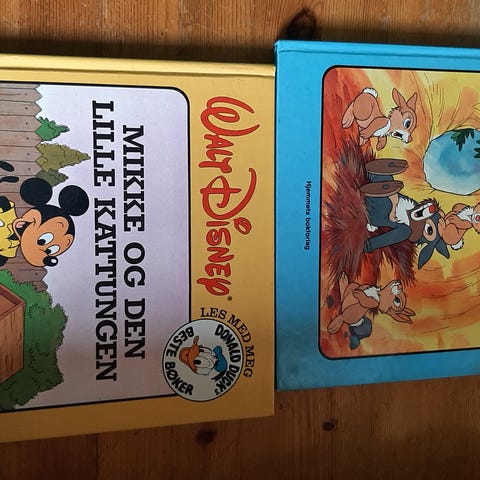 WALT DISNEY®
MIKKE OG DEN
LILLE KATTUNGEN
LES MED MEG
DONALD DUCK's
BESTE BØKER
Hjemmets bokforlag